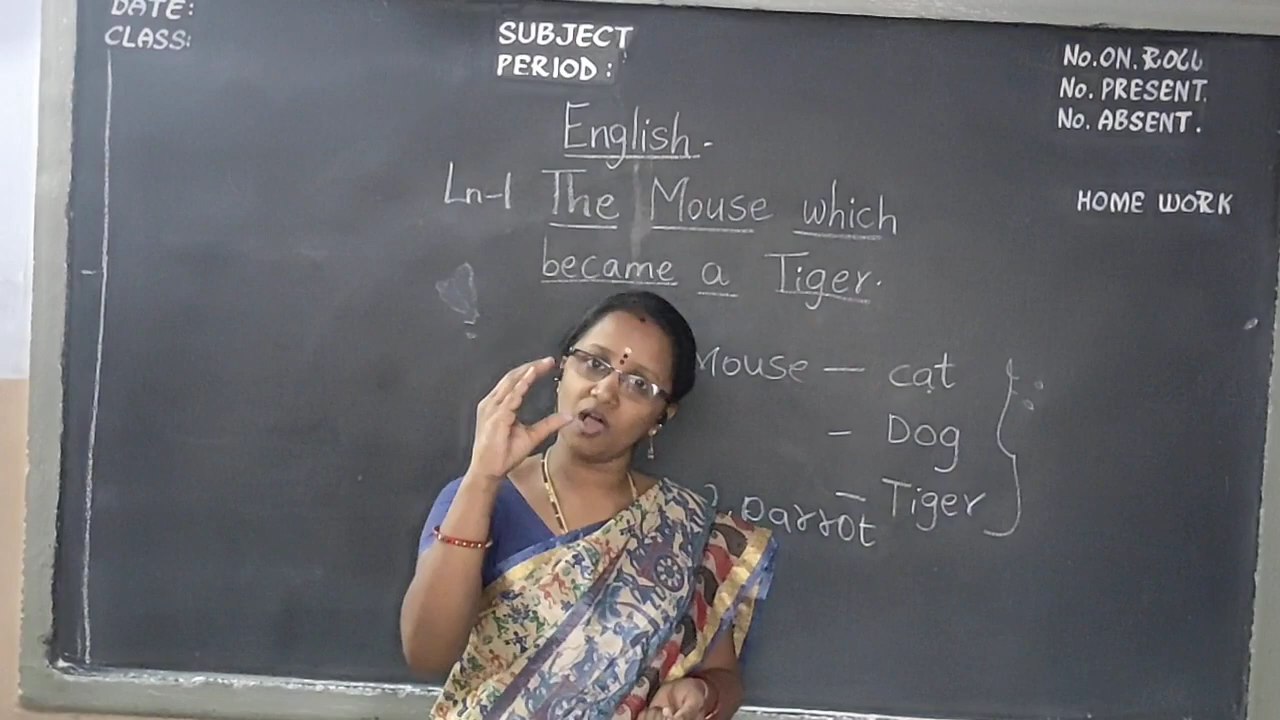 DATE:
CLASS:
SUBJECT
PERIOD:
No. ON. ROLL
No. PRESENT.
No. ABSENT.
HOME WORK
English.
Ln-1 The Mouse which
became a Tiger.
Mouse — cat
- Dog
- Tiger
Parrot